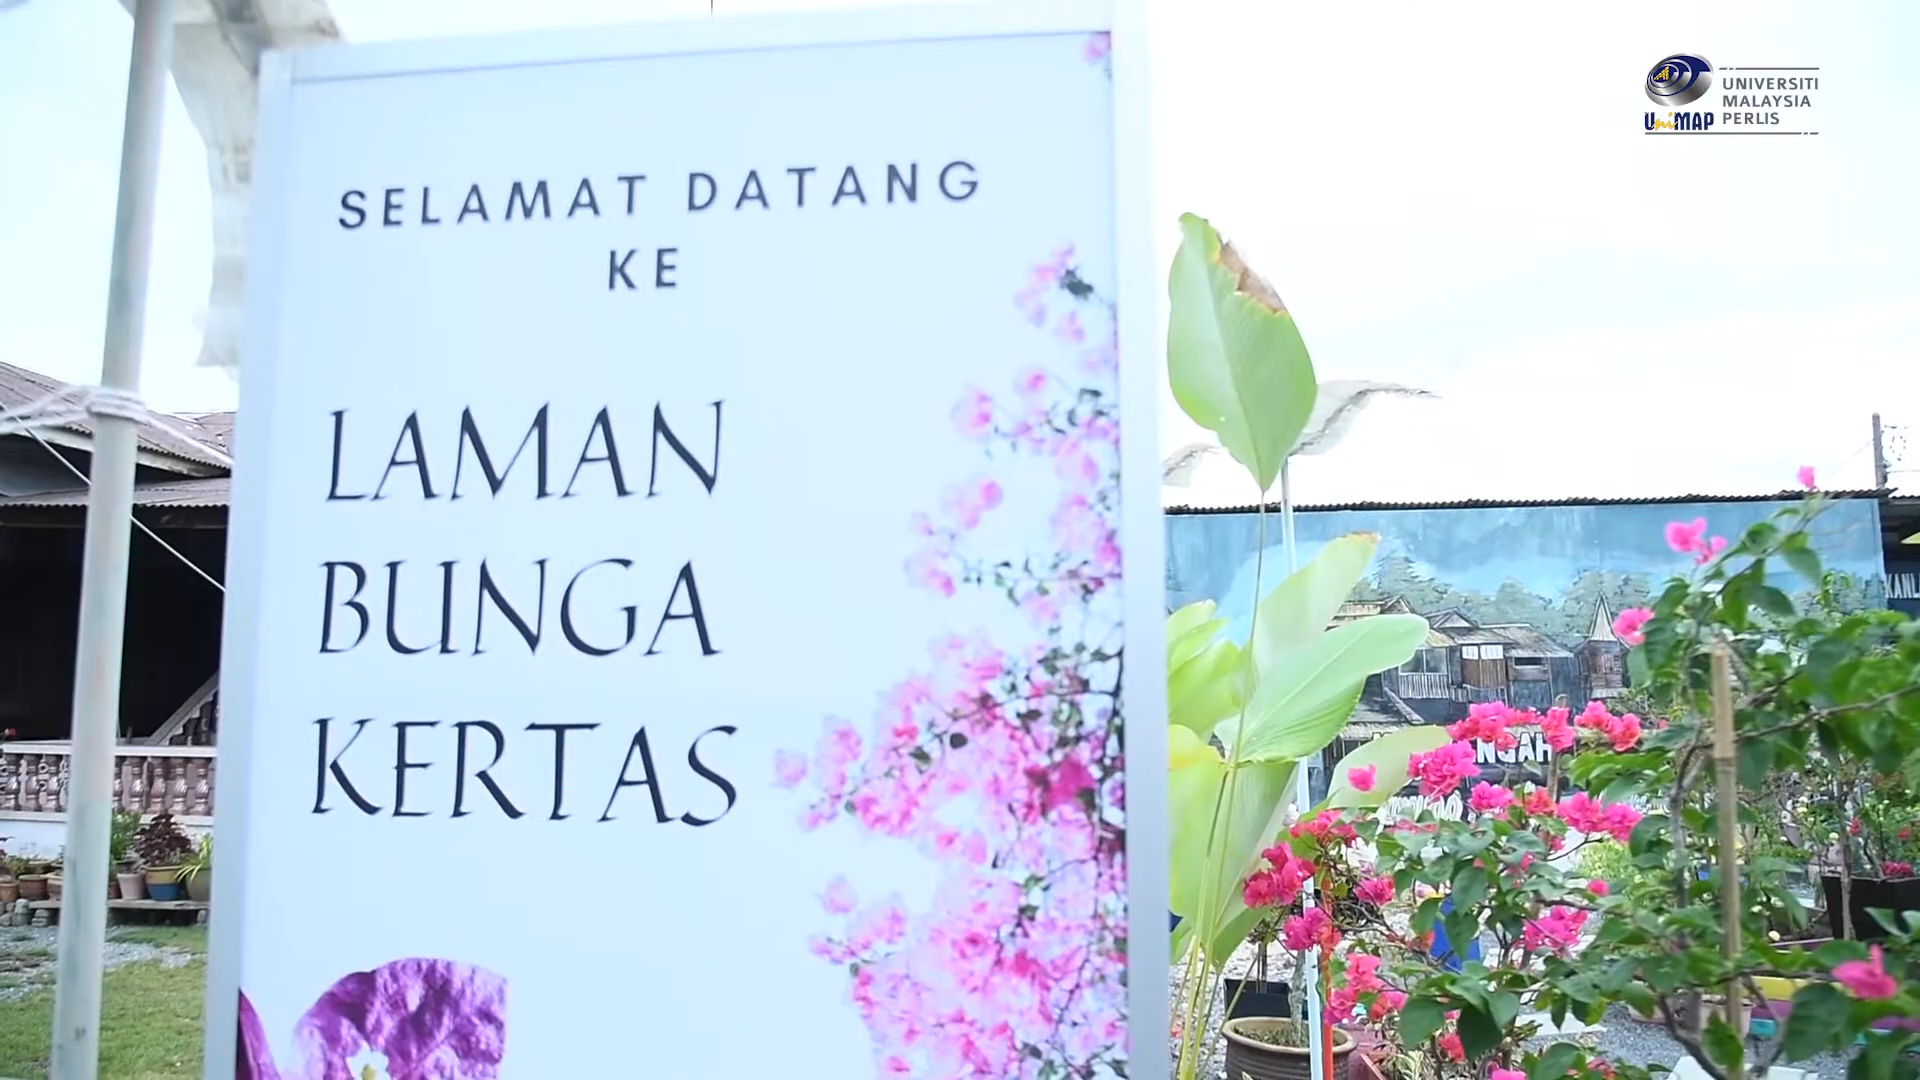 SELAMAT DATANG
KE
LAMAN
BUNGA
KERTAS
UNIVERSITI
MALAYSIA
PERLIS
UniMAP